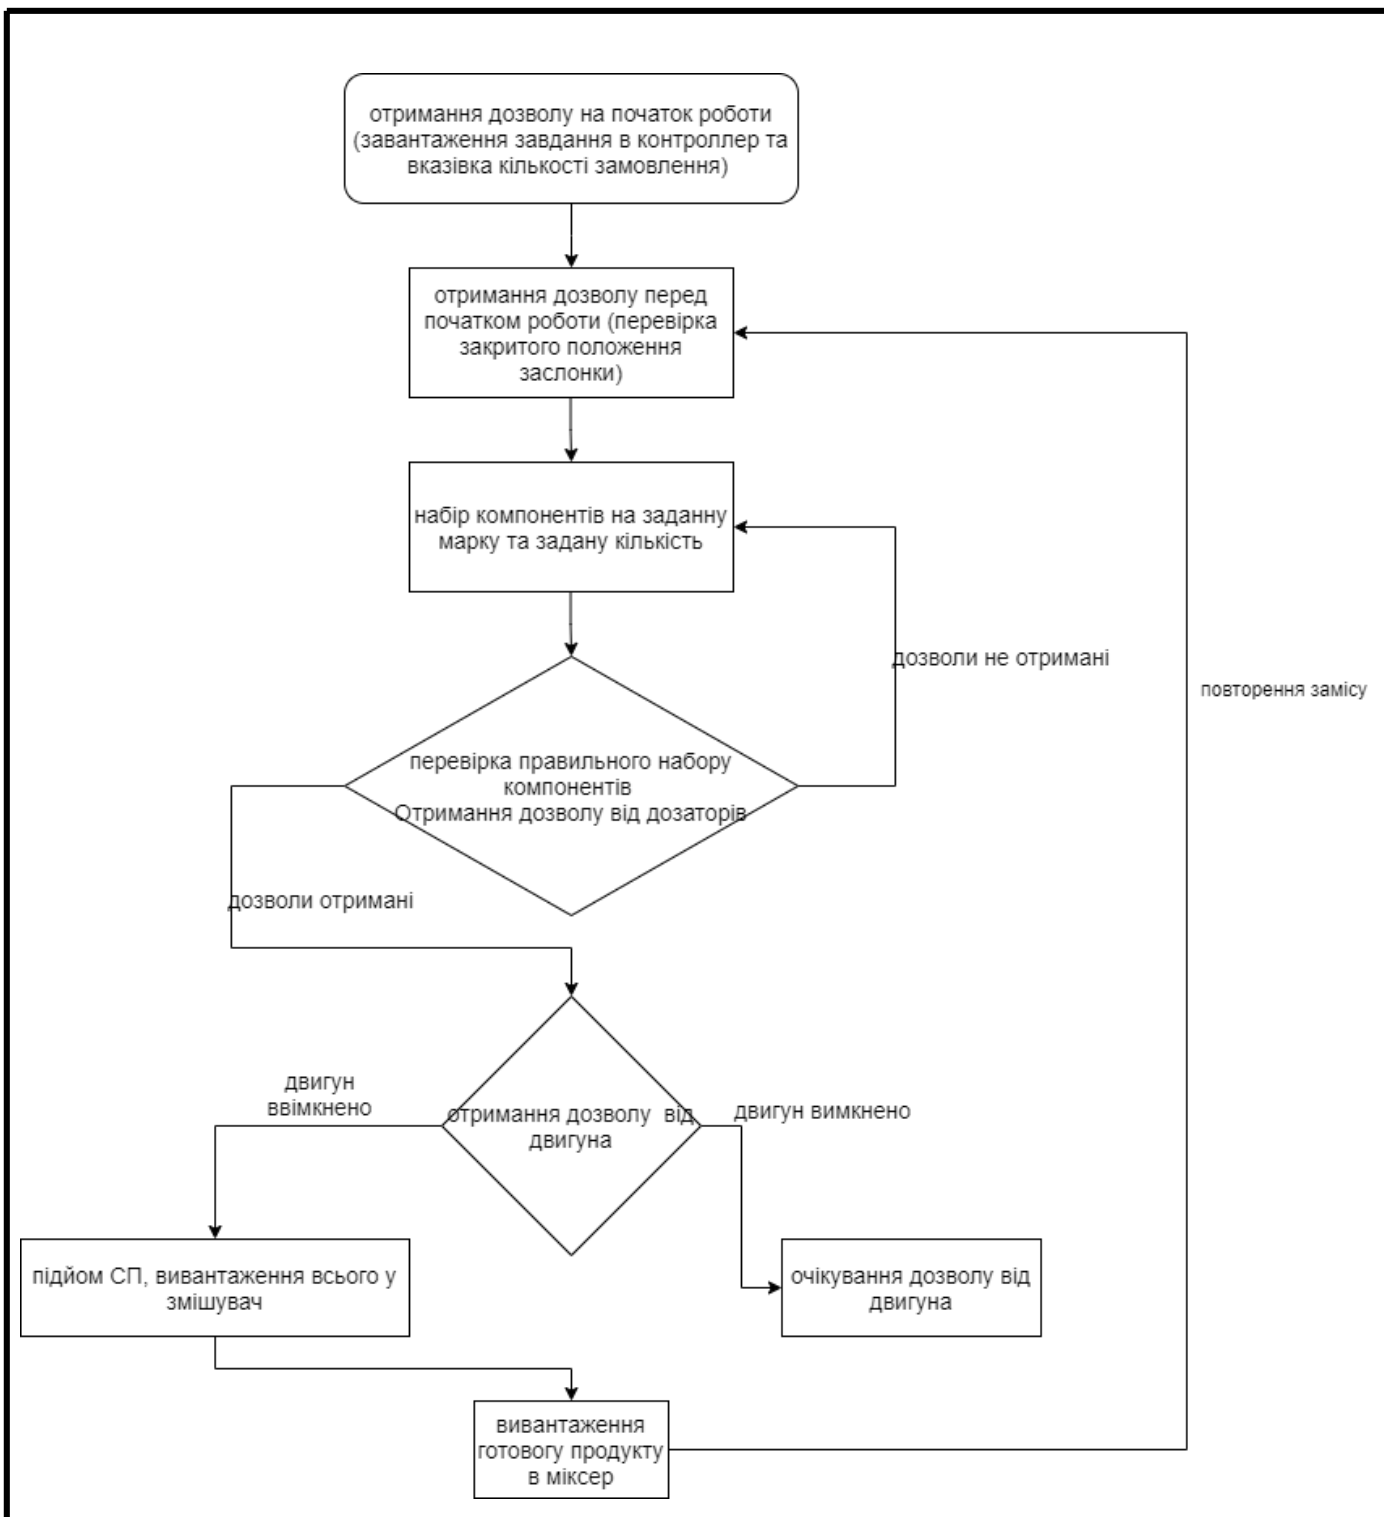 отримання дозволу на початок роботи
(завантаження завдання в контроллер та
вказівка кількості замовлення)
отримання дозволу перед
початком роботи (перевірка
закритого положення
заслонки)
набір компонентів на заданну
марку та задану кількість
дозволи не отримані
повторення замісу
перевірка правильного набору
компонентів
Отримання дозволу від дозаторів
дозволи отримані
двигун
ввімкнено
отримання дозволу від
двигуна
двигун вимкнено
підйом СП, вивантаження всього у
змішувач
очікування дозволу від
двигуна
вивантаження
готового продукту
в міксер